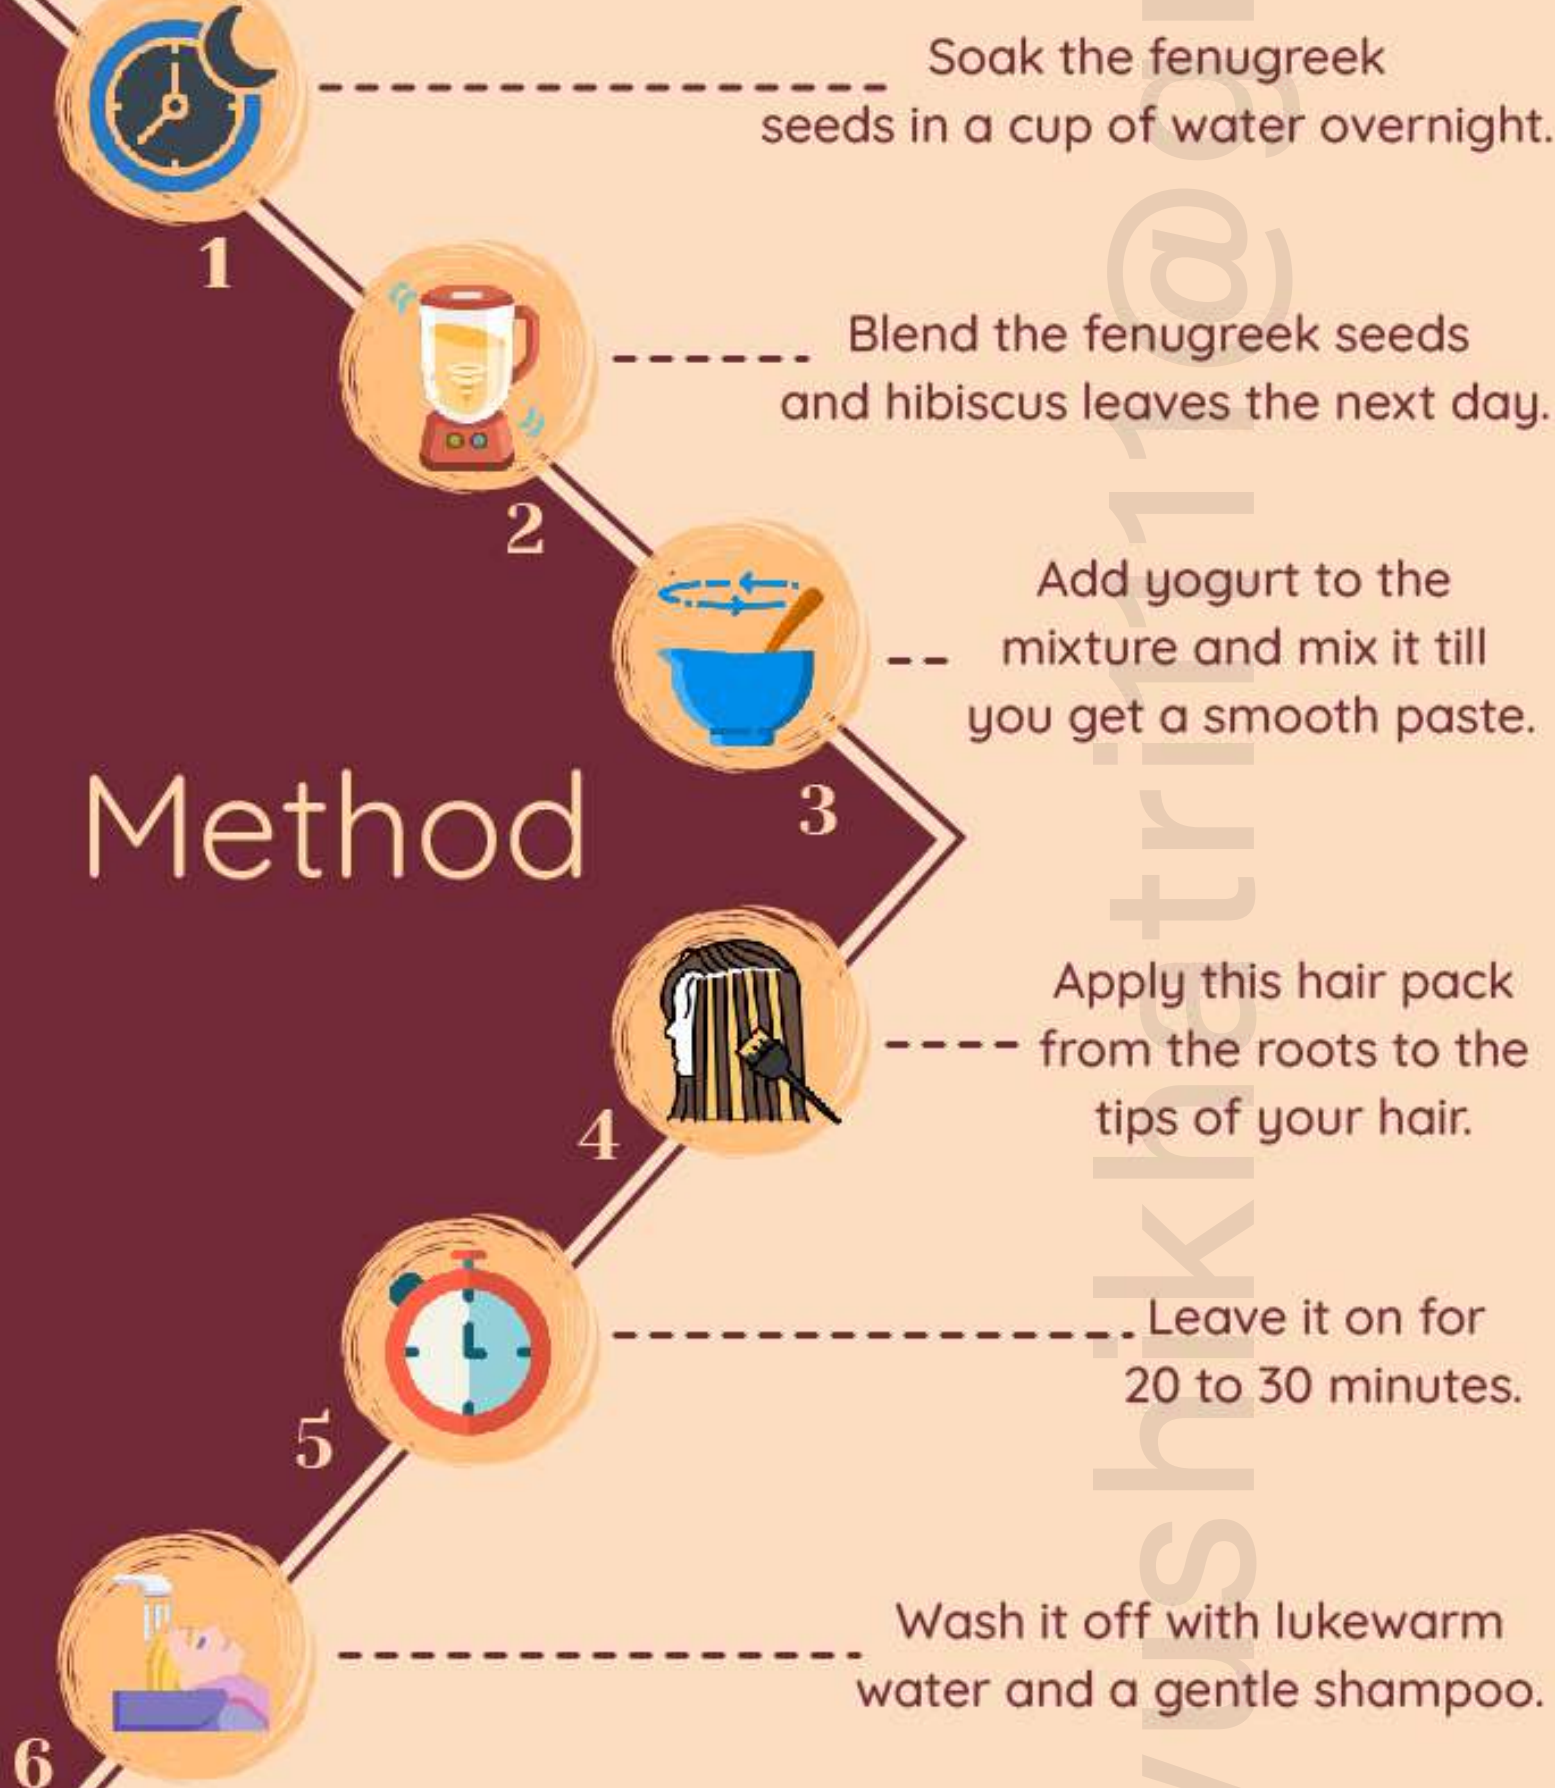 Soak the fenugreek
seeds in a cup of water overnight.
1
Blend the fenugreek seeds
and hibiscus leaves the next day.
2
Add yogurt to the
mixture and mix it till
you get a smooth paste.
3
Method
Apply this hair pack
from the roots to the
tips of your hair.
4
Leave it on for
20 to 30 minutes.
5
Wash it off with lukewarm
water and a gentle shampoo.
6
ushikhatri11@g